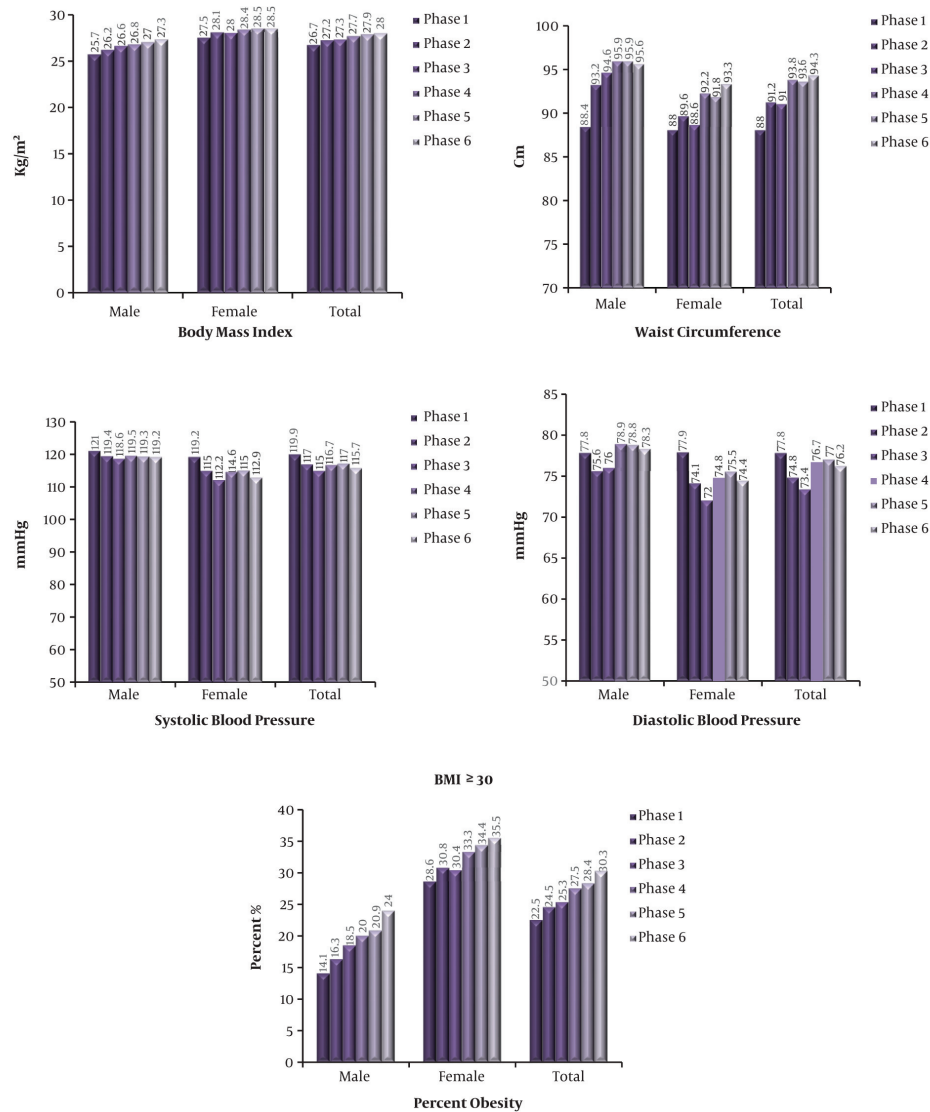 30
25
20
15
10
5
0
Kg/m²
25.7 26.2 26.6 26.8 27 27.3
27.5 28.1 28 28.4 28.5 28.5
26.7 27.2 27.3 27.7 27.9 28
Male Female Total
Body Mass Index
Phase 1
Phase 2
Phase 3
Phase 4
Phase 5
Phase 6
100
95
90
85
80
75
70
Cm
88.4 93.2 94.6 95.9 95.9 95.6
88 89.6 88.6 92.2 91.8 93.3
88 91.2 91 93.8 93.6 94.3
Male Female Total
Waist Circumference
Phase 1
Phase 2
Phase 3
Phase 4
Phase 5
Phase 6
130
120
110
100
90
80
70
60
50
mmHg
121 119.4 118.6 119.5 119.3 119.2
119.2 115 112.2 114.6 115 112.9
119.9 117 115 116.7 117 115.7
Male Female Total
Systolic Blood Pressure
Phase 1
Phase 2
Phase 3
Phase 4
Phase 5
Phase 6
85
80
75
70
65
60
55
50
mmHg
77.8 75.6 76 78.9 78.8 78.3
77.9 74.1 72 74.8 75.5 74.4
77.8 74.8 73.4 76.7 77 76.2
Male Female Total
Diastolic Blood Pressure
Phase 1
Phase 2
Phase 3
Phase 4
Phase 5
Phase 6
BMI ≥ 30
40
35
30
25
20
15
10
5
0
Percent %
14.1 16.3 18.5 20 20.9 24
28.6 30.8 30.4 33.3 34.4 35.5
22.5 24.5 25.3 27.5 28.4 30.3
Male Female Total
Percent Obesity
Phase 1
Phase 2
Phase 3
Phase 4
Phase 5
Phase 6